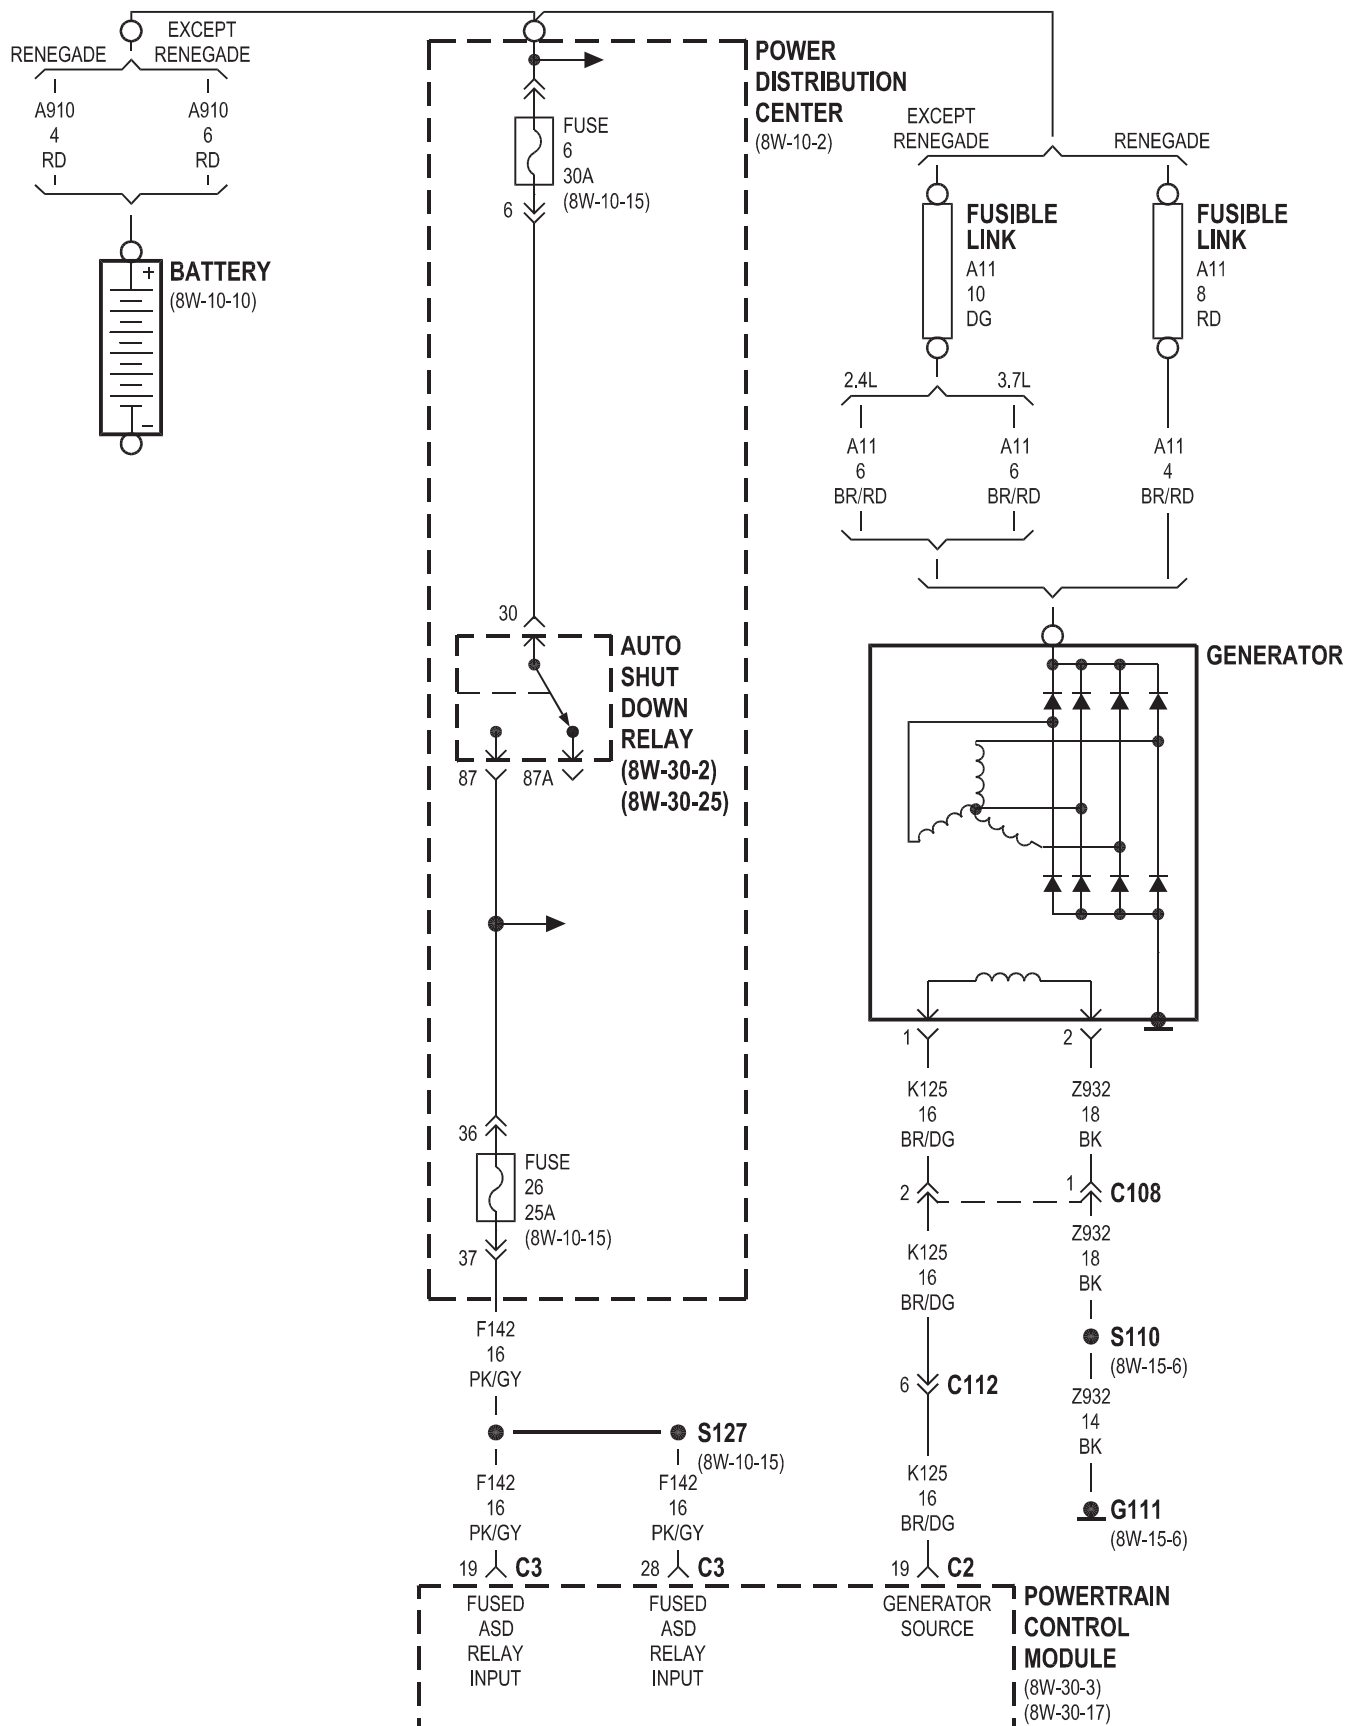 EXCEPT
RENEGADE
RENEGADE
A910
4
RD
A910
6
RD
+
BATTERY
(8W-10-10)
–
POWER
DISTRIBUTION
CENTER
(8W-10-2)
FUSE
6
30A
(8W-10-15)
6
30
AUTO
SHUT
DOWN
RELAY
(8W-30-2)
(8W-30-25)
87
87A
36
FUSE
26
25A
(8W-10-15)
37
F142
16
PK/GY
S127
(8W-10-15)
F142
16
PK/GY
F142
16
PK/GY
19
C3
28
C3
EXCEPT
RENEGADE
RENEGADE
FUSIBLE
LINK
A11
10
DG
FUSIBLE
LINK
A11
8
RD
2.4L
3.7L
A11
6
BR/RD
A11
6
BR/RD
A11
4
BR/RD
GENERATOR
1
2
K125
16
BR/DG
Z932
18
BK
2
1
C108
K125
16
BR/DG
Z932
18
BK
S110
(8W-15-6)
6
C112
Z932
14
BK
K125
16
BR/DG
G111
(8W-15-6)
19
C2
FUSED
ASD
RELAY
INPUT
FUSED
ASD
RELAY
INPUT
GENERATOR
SOURCE
POWERTRAIN
CONTROL
MODULE
(8W-30-3)
(8W-30-17)